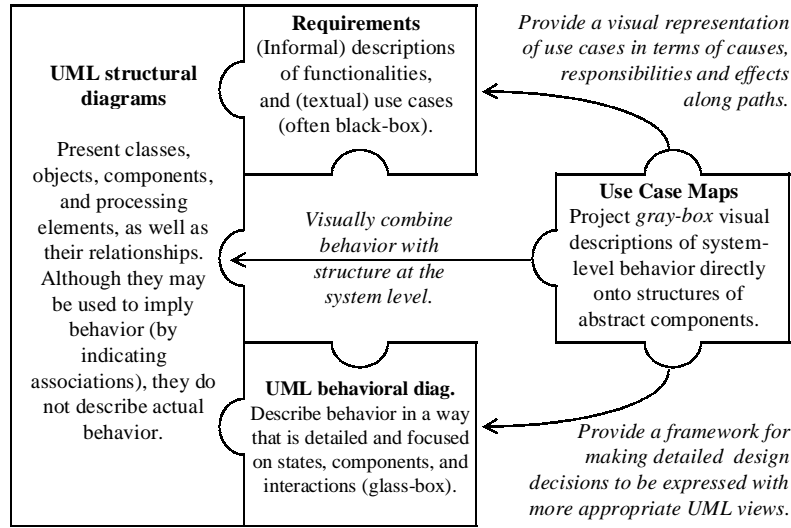 UML structural
diagrams
Present classes,
objects, components,
and processing
elements, as well as
their relationships.
Although they may
be used to imply
behavior (by
indicating
associations), they do
not describe actual
behavior.
Requirements
(Informal) descriptions
of functionalities,
and (textual) use cases
(often black-box).
Provide a visual representation
of use cases in terms of causes,
responsibilities and effects
along paths.
Visually combine
behavior with
structure at the
system level.
Use Case Maps
Project gray-box visual
descriptions of system-
level behavior directly
onto structures of
abstract components.
UML behavioral diag.
Describe behavior in a way
that is detailed and focused
on states, components, and
interactions (glass-box).
Provide a framework for
making detailed design
decisions to be expressed with
more appropriate UML views.